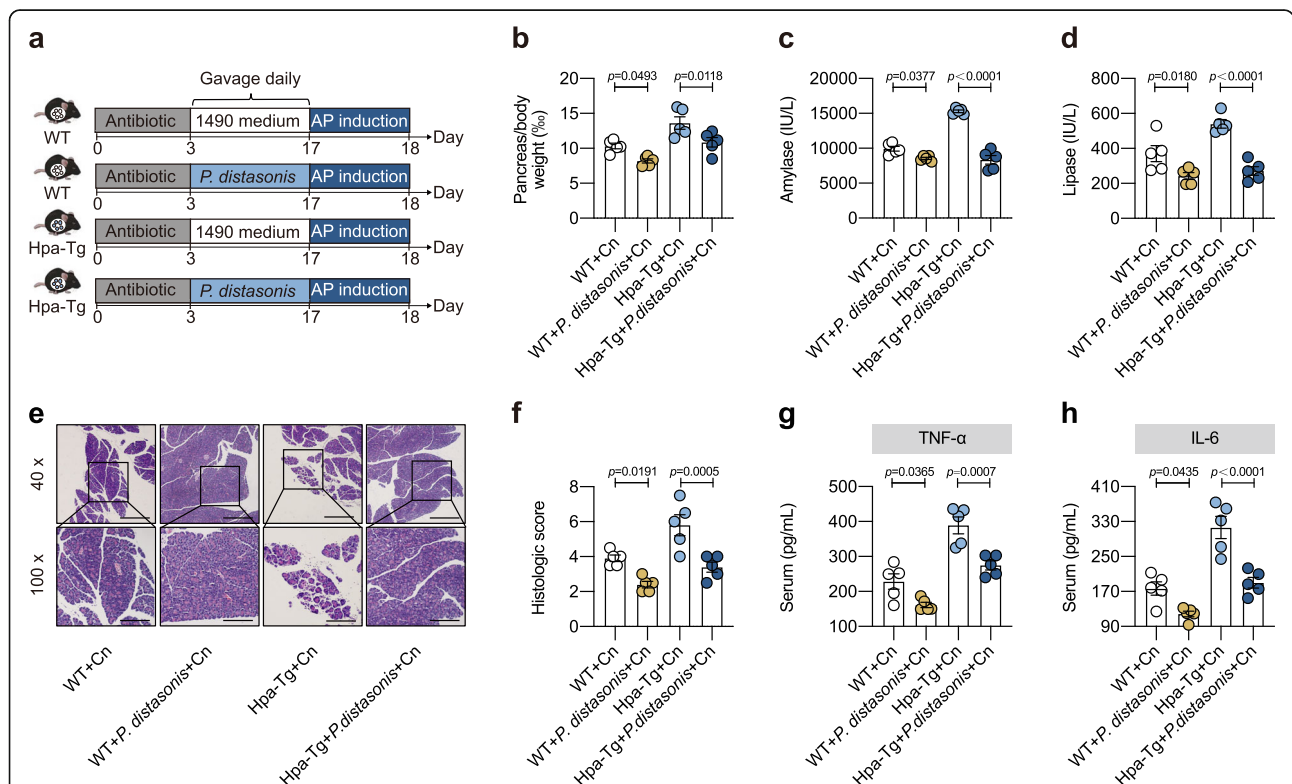 a
Gavage daily
WT
Antibiotic
1490 medium
AP induction
Day
0
3
17
18
WT
Antibiotic
P. distasonis
AP induction
Day
0
3
17
18
Hpa-Tg
Antibiotic
1490 medium
AP induction
Day
0
3
17
18
Hpa-Tg
Antibiotic
P. distasonis
AP induction
Day
0
3
17
18
b
Pancreas/body
weight (‱)
20
15
10
5
0
p=0.0493
p=0.0118
WT+Cn
WT+P. distasonis+Cn
Hpa-Tg+Cn
Hpa-Tg+P.distasonis+Cn
c
Amylase (IU/L)
20000
15000
10000
5000
0
p=0.0377
p<0.0001
WT+Cn
WT+P. distasonis+Cn
Hpa-Tg+Cn
Hpa-Tg+P.distasonis+Cn
d
Lipase (IU/L)
800
600
400
200
0
p=0.0180
p<0.0001
WT+Cn
WT+P. distasonis+Cn
Hpa-Tg+Cn
Hpa-Tg+P.distasonis+Cn
e
40 x
100 x
WT+Cn
WT+P. distasonis+Cn
Hpa-Tg+Cn
Hpa-Tg+P.distasonis+Cn
f
Histologic score
8
6
4
2
0
p=0.0191
p=0.0005
WT+Cn
WT+P. distasonis+Cn
Hpa-Tg+Cn
Hpa-Tg+P.distasonis+Cn
g
TNF-α
Serum (pg/mL)
500
400
300
200
100
p=0.0365
p=0.0007
WT+Cn
WT+P. distasonis+Cn
Hpa-Tg+Cn
Hpa-Tg+P.distasonis+Cn
h
IL-6
Serum (pg/mL)
410
330
250
170
90
p=0.0435
p<0.0001
WT+Cn
WT+P. distasonis+Cn
Hpa-Tg+Cn
Hpa-Tg+P.distasonis+Cn